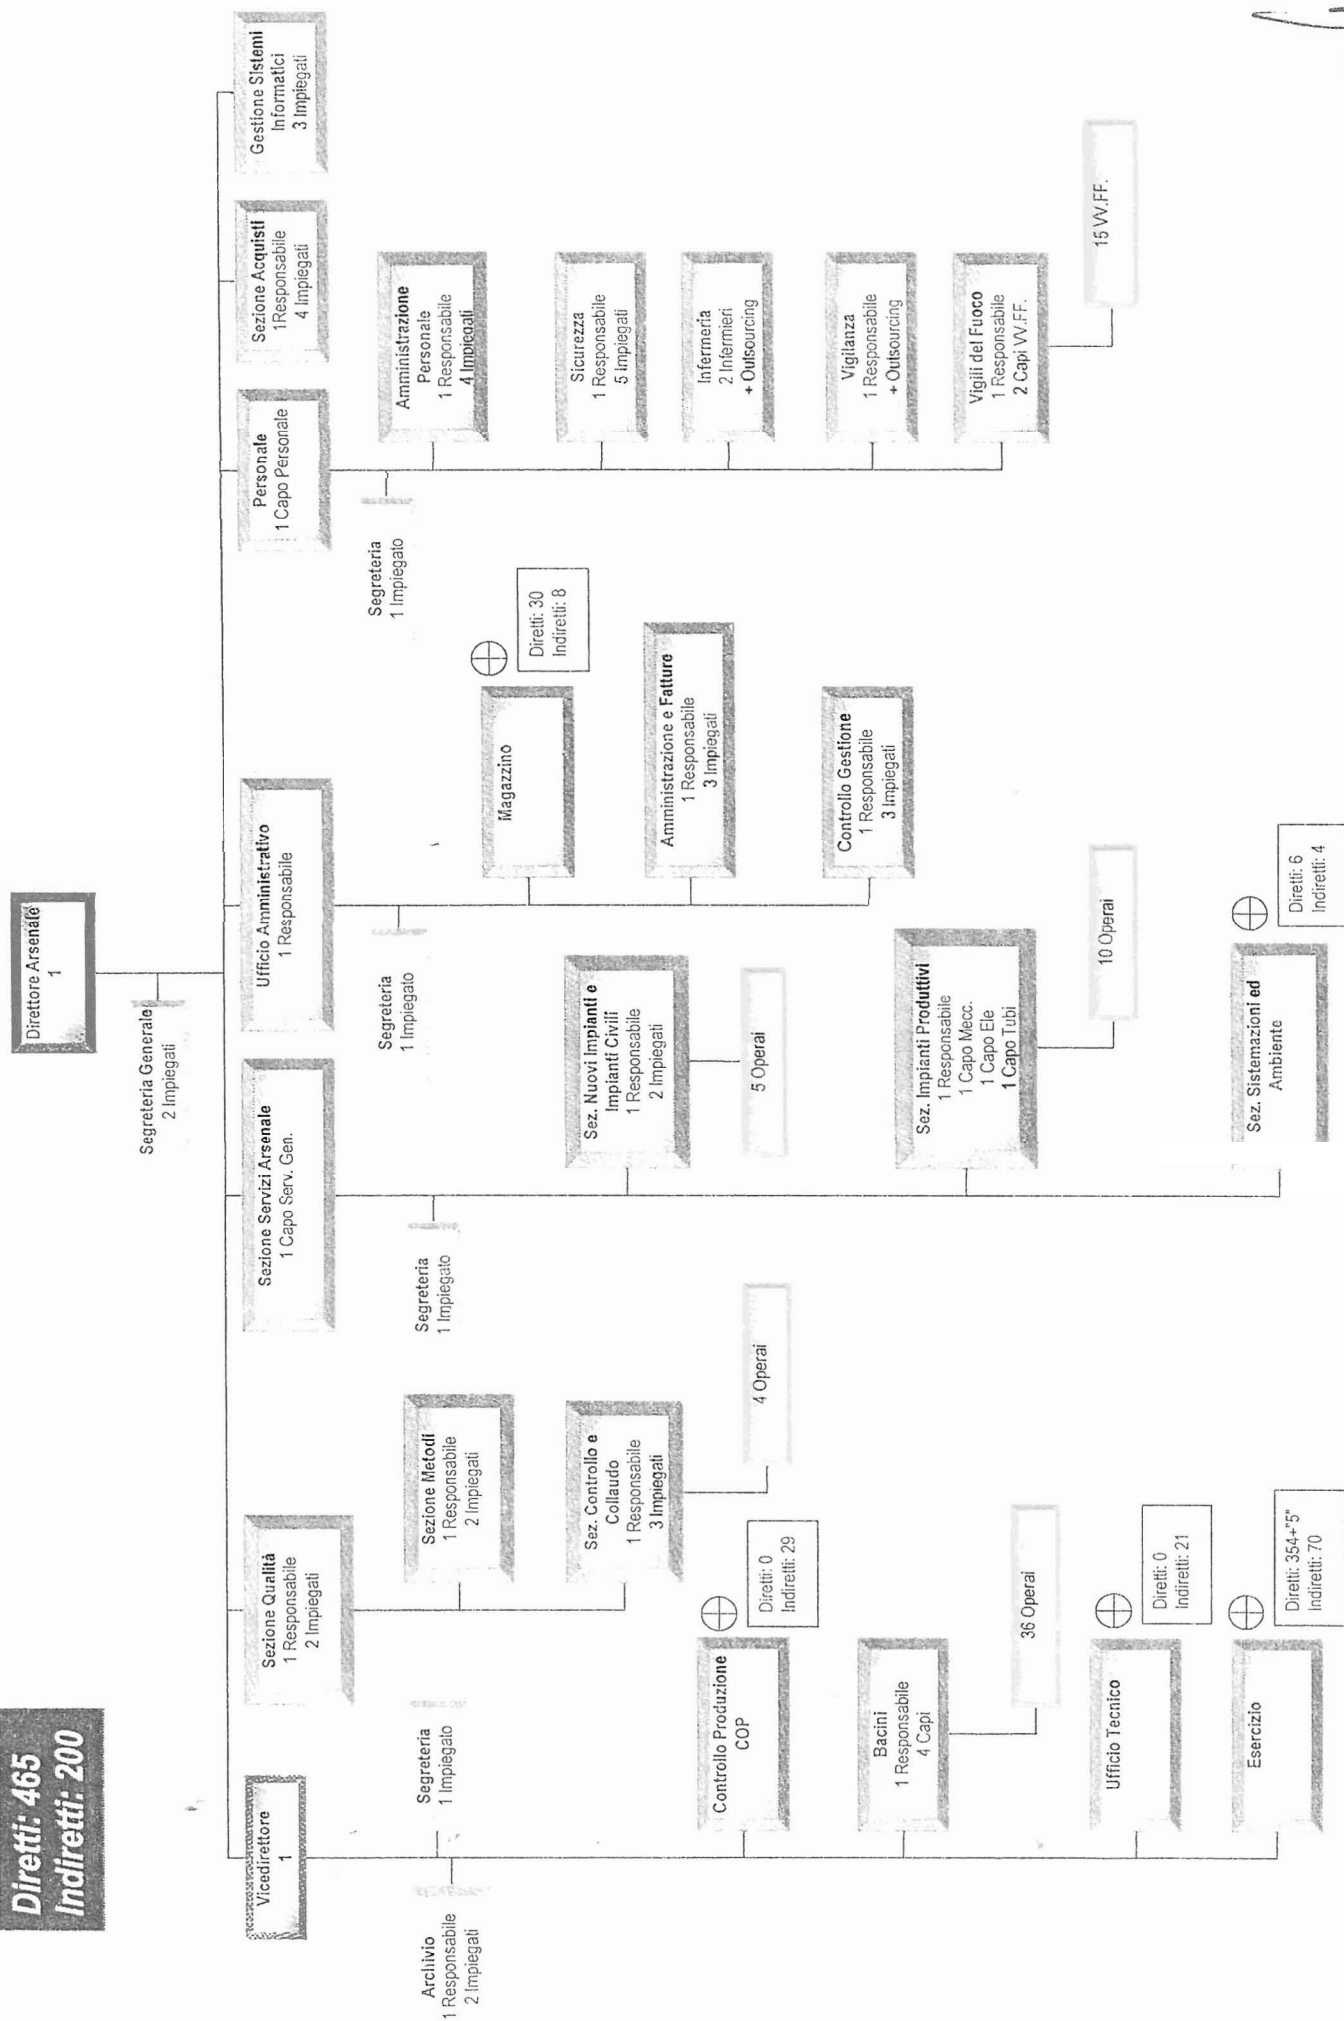 Diretti: 465
Indiretti: 200
Direttore Arsenale
1
Segreteria Generale
2 Impiegati
Vicedirettore
1
Archivio
1 Responsabile
2 Impiegati
Segreteria
1 Impiegato
Controllo Produzione
COP
Diretti: 0
Indiretti: 29
Bacini
1 Responsabile
4 Capi
36 Operai
Ufficio Tecnico
Diretti: 0
Indiretti: 21
Esercizio
Diretti: 354+"5"
Indiretti: 70
Sezione Qualità
1 Responsabile
2 Impiegati
Sezione Metodi
1 Responsabile
2 Impiegati
Sez. Controllo e
Collaudo
1 Responsabile
3 Impiegati
4 Operai
Sezione Servizi Arsenale
1 Capo Serv. Gen.
Segreteria
1 Impiegato
Sez. Nuovi Impianti e
Impianti Civili
1 Responsabile
2 Impiegati
5 Operai
Sez. Impianti Produttivi
1 Responsabile
1 Capo Mecc.
1 Capo Ele
1 Capo Tubi
10 Operai
Sez. Sistemazioni ed
Ambiente
Diretti: 6
Indiretti: 4
Ufficio Amministrativo
1 Responsabile
Segreteria
1 Impiegato
Magazzino
Diretti: 30
Indiretti: 8
Amministrazione e Fatture
1 Responsabile
3 Impiegati
Controllo Gestione
1 Responsabile
3 Impiegati
Personale
1 Capo Personale
Segreteria
1 Impiegato
Amministrazione
Personale
1 Responsabile
4 Impiegati
Sicurezza
1 Responsabile
5 Impiegati
Infermeria
2 Infermieri
+ Outsourcing
Vigilanza
1 Responsabile
+ Outsourcing
Vigili del Fuoco
1 Responsabile
2 Capi VV.FF.
15 VV.FF.
Sezione Acquisti
1Responsabile
4 Impiegati
Gestione Sistemi
Informatici
3 Impiegati